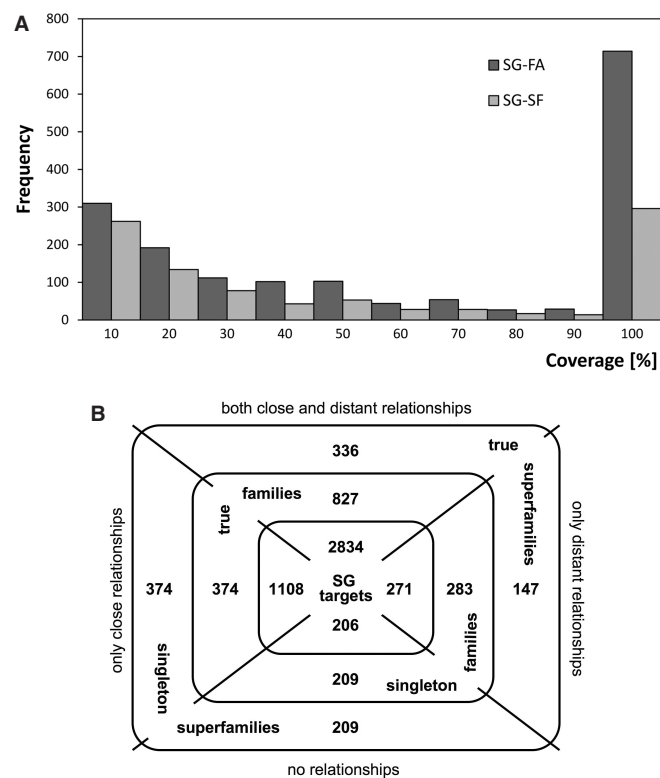 A
800
700
600
500
400
300
200
100
0
Frequency
SG-FA
SG-SF
10 20 30 40 50 60 70 80 90 100
Coverage [%]
B
both close and distant relationships
336
true
superfamilies
families
827
true
2834
only close relationships
374 374 1108 SG targets 271 283 147
only distant relationships
206
families
singleton
209
singleton
superfamilies
209
no relationships